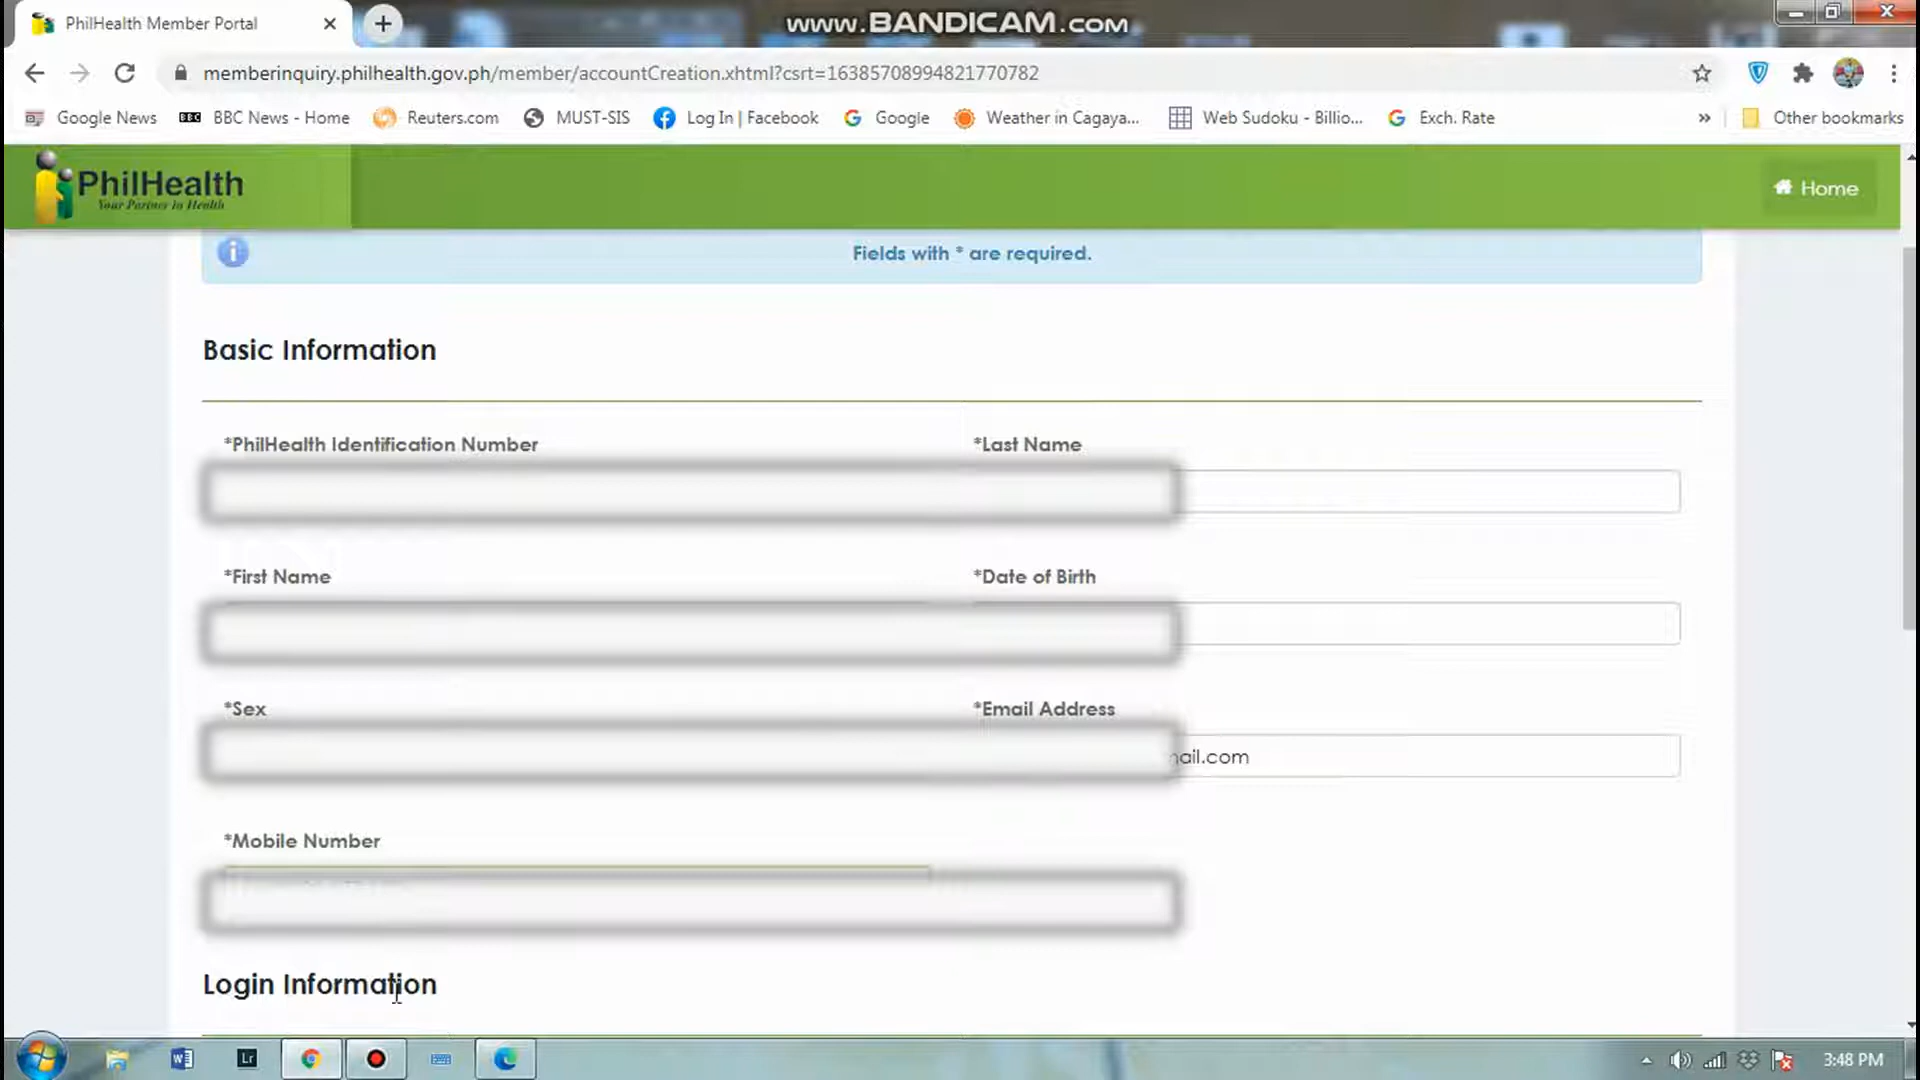 PhilHealth Member Portal
www.BANDICAM.com
memberinquiry.philhealth.gov.ph/member/accountCreation.xhtml?csrt=16385708994821770782
Google News
BBC
BBC News - Home
Reuters.com
MUST-SIS
Log In | Facebook
Google
Weather in Cagaya...
Web Sudoku - Billio...
Exch. Rate
»
Other bookmarks
PhilHealth
Your Partner in Health
Home
Fields with * are required.
Basic Information
*PhilHealth Identification Number
*Last Name
*First Name
*Date of Birth
*Sex
*Email Address
ail.com
*Mobile Number
Login Information
Lr
3:48 PM